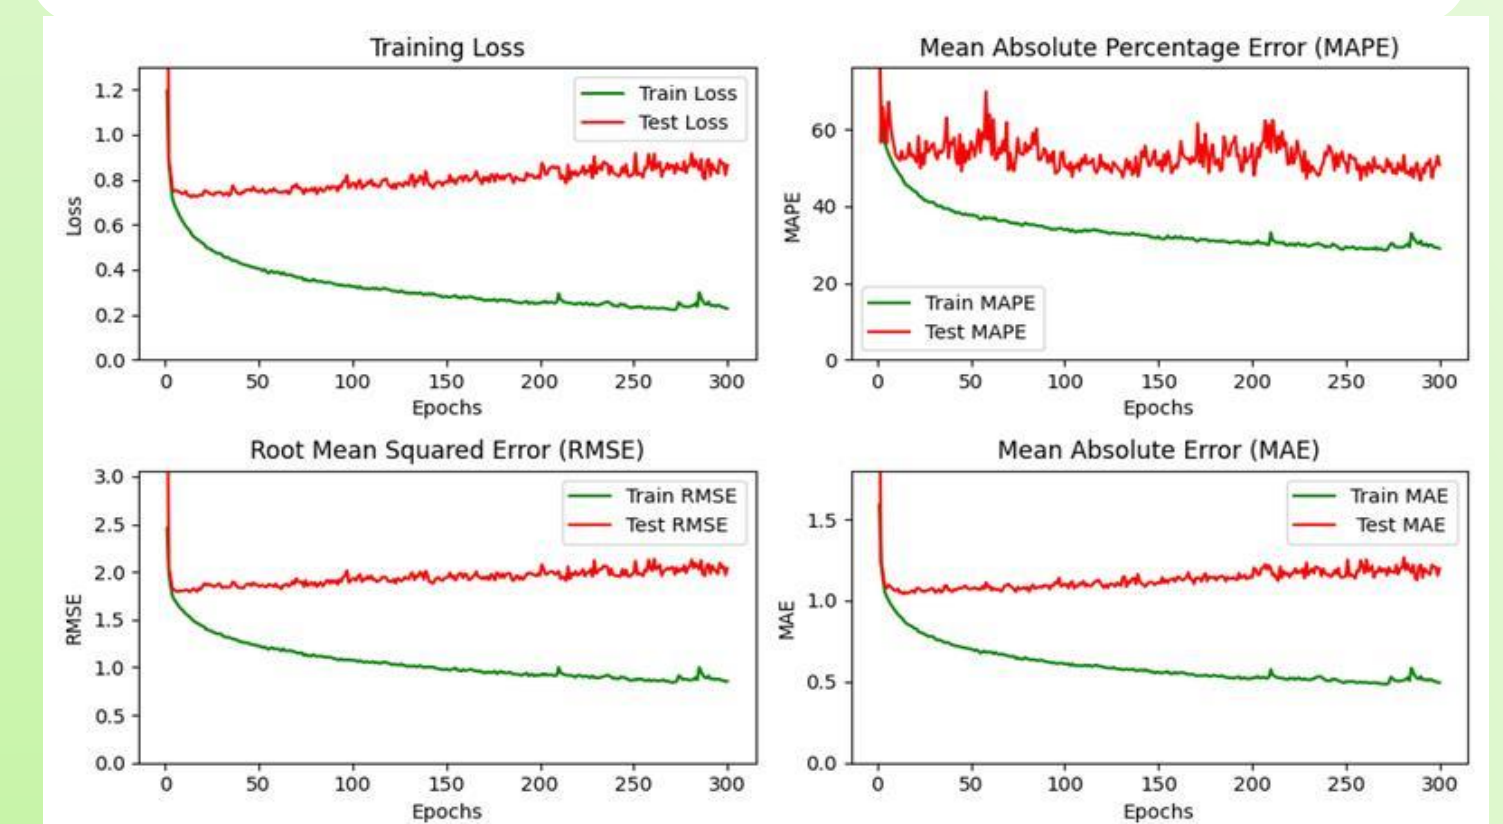 Training Loss
1.2
1.0
0.8
0.6
0.4
0.2
0.0
Loss
Train Loss
Test Loss
0 50 100 150 200 250 300
Epochs
Mean Absolute Percentage Error (MAPE)
60
40
20
0
MAPE
Train MAPE
Test MAPE
0 50 100 150 200 250 300
Epochs
Root Mean Squared Error (RMSE)
3.0
2.5
2.0
1.5
1.0
0.5
0.0
RMSE
Train RMSE
Test RMSE
0 50 100 150 200 250 300
Epochs
Mean Absolute Error (MAE)
1.5
1.0
0.5
0.0
MAE
Train MAE
Test MAE
0 50 100 150 200 250 300
Epochs